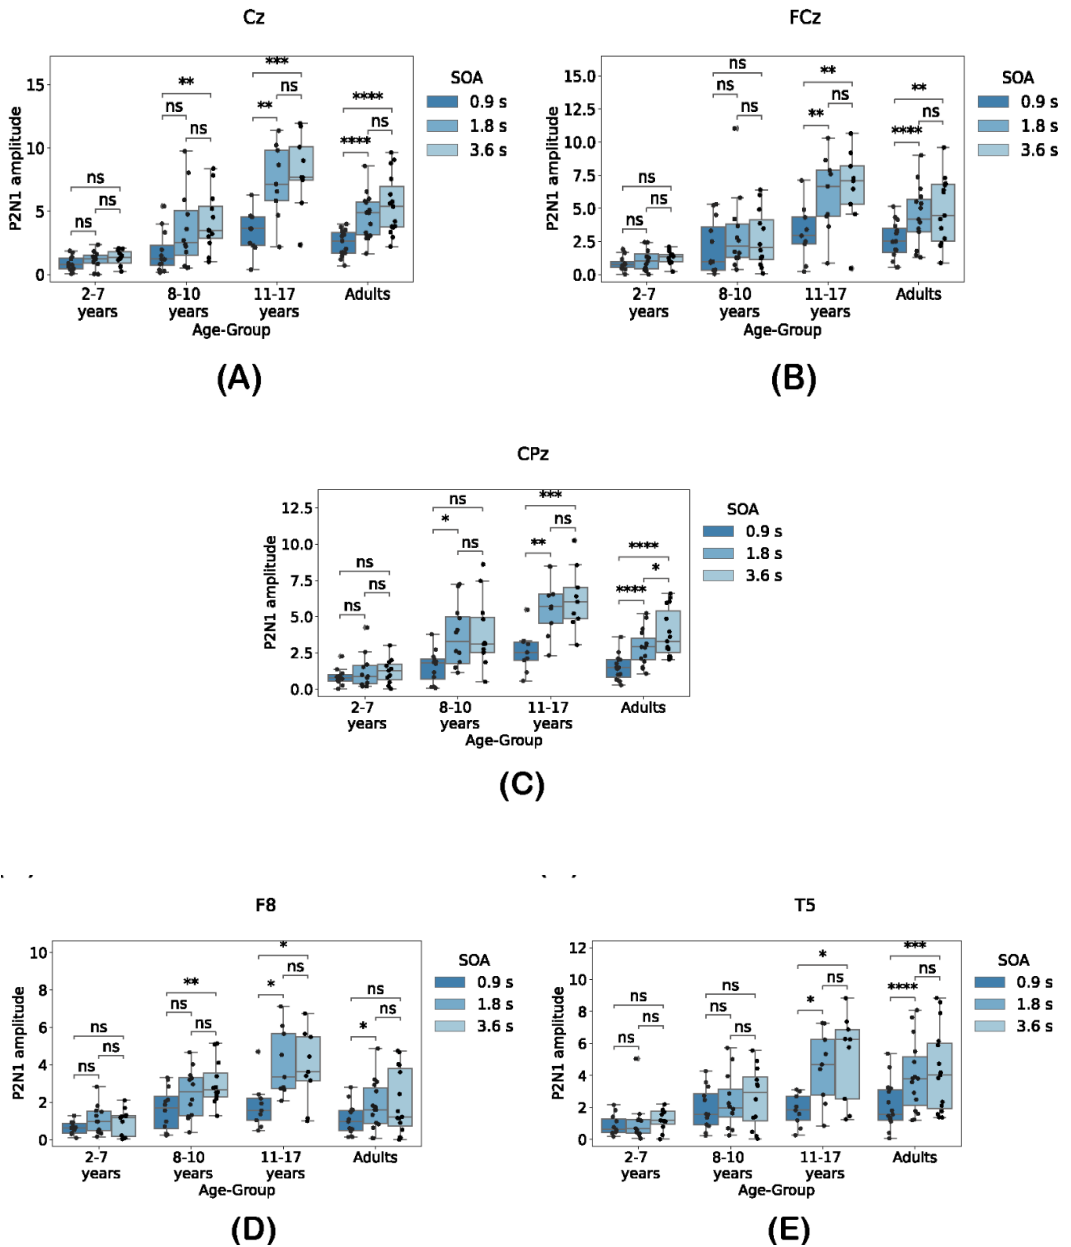 Cz
P2N1 amplitude
15
10
5
0
ns
ns
ns
**
ns
ns
***
**
ns
****
****
ns
2-7
years
8-10
years
11-17
years
Adults
Age-Group
SOA
0.9 s
1.8 s
3.6 s
(A)
FCz
P2N1 amplitude
15.0
12.5
10.0
7.5
5.0
2.5
0.0
ns
ns
ns
ns
ns
ns
**
**
ns
**
****
ns
2-7
years
8-10
years
11-17
years
Adults
Age-Group
SOA
0.9 s
1.8 s
3.6 s
(B)
CPz
P2N1 amplitude
12.5
10.0
7.5
5.0
2.5
0.0
ns
ns
ns
ns
*
ns
***
**
ns
****
****
*
2-7
years
8-10
years
11-17
years
Adults
Age-Group
SOA
0.9 s
1.8 s
3.6 s
(C)
F8
P2N1 amplitude
10
8
6
4
2
0
ns
ns
ns
**
ns
ns
*
*
ns
ns
*
ns
2-7
years
8-10
years
11-17
years
Adults
Age-Group
SOA
0.9 s
1.8 s
3.6 s
(D)
T5
P2N1 amplitude
12
10
8
6
4
2
0
ns
ns
ns
ns
ns
ns
*
*
ns
***
****
ns
2-7
years
8-10
years
11-17
years
Adults
Age-Group
SOA
0.9 s
1.8 s
3.6 s
(E)